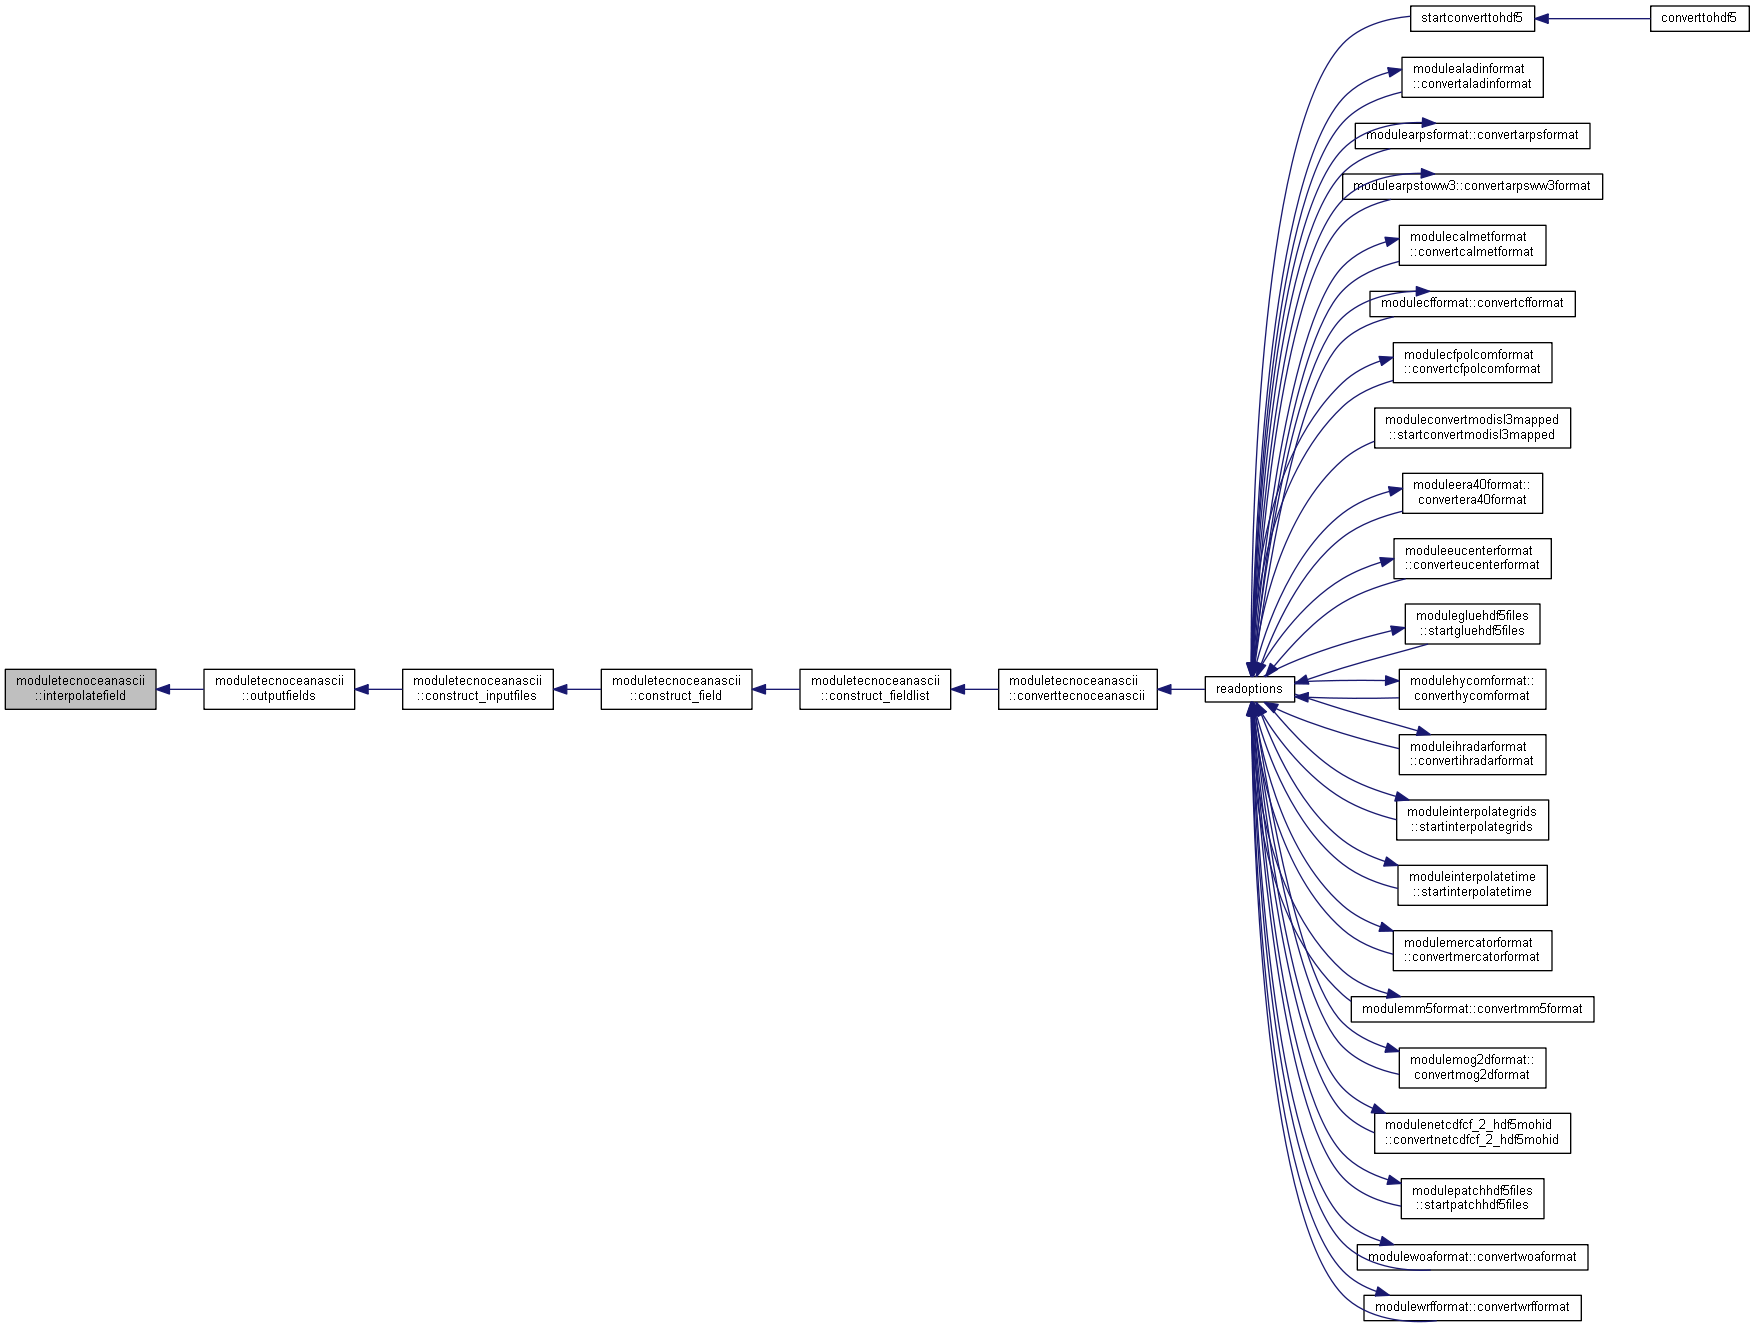 moduletecnoceanascii
::interpolatefield
moduletecnoceanascii
::outputfields
moduletecnoceanascii
::construct_inputfiles
moduletecnoceanascii
::construct_field
moduletecnoceanascii
::construct_fieldlist
moduletecnoceanascii
::converttecnoceanascii
readoptions
startconverttohdf5
converttohdf5
modulealadinformat
::convertaladinformat
modulearpsformat::convertarpsformat
modulearpstoww3::convertarpsww3format
modulecalmetformat
::convertcalmetformat
modulecfformat::convertcfformat
modulecfpolcomformat
::convertcfpolcomformat
moduleconvertmodisl3mapped
::startconvertmodisl3mapped
moduleera40format::
convertera40format
moduleeucenterformat
::converteucenterformat
modulegluehdf5files
::startgluehdf5files
modulehycomformat::
converthycomformat
moduleihradarformat
::convertihradarformat
moduleinterpolategrids
::startinterpolategrids
moduleinterpolatetime
::startinterpolatetime
modulemercatorformat
::convertmercatorformat
modulemm5format::convertmm5format
modulemog2dformat::
convertmog2dformat
modulenetcdfcf_2_hdf5mohid
::convertnetcdfcf_2_hdf5mohid
modulepatchhdf5files
::startpatchhdf5files
modulewoaformat::convertwoaformat
modulewrfformat::convertwrfformat